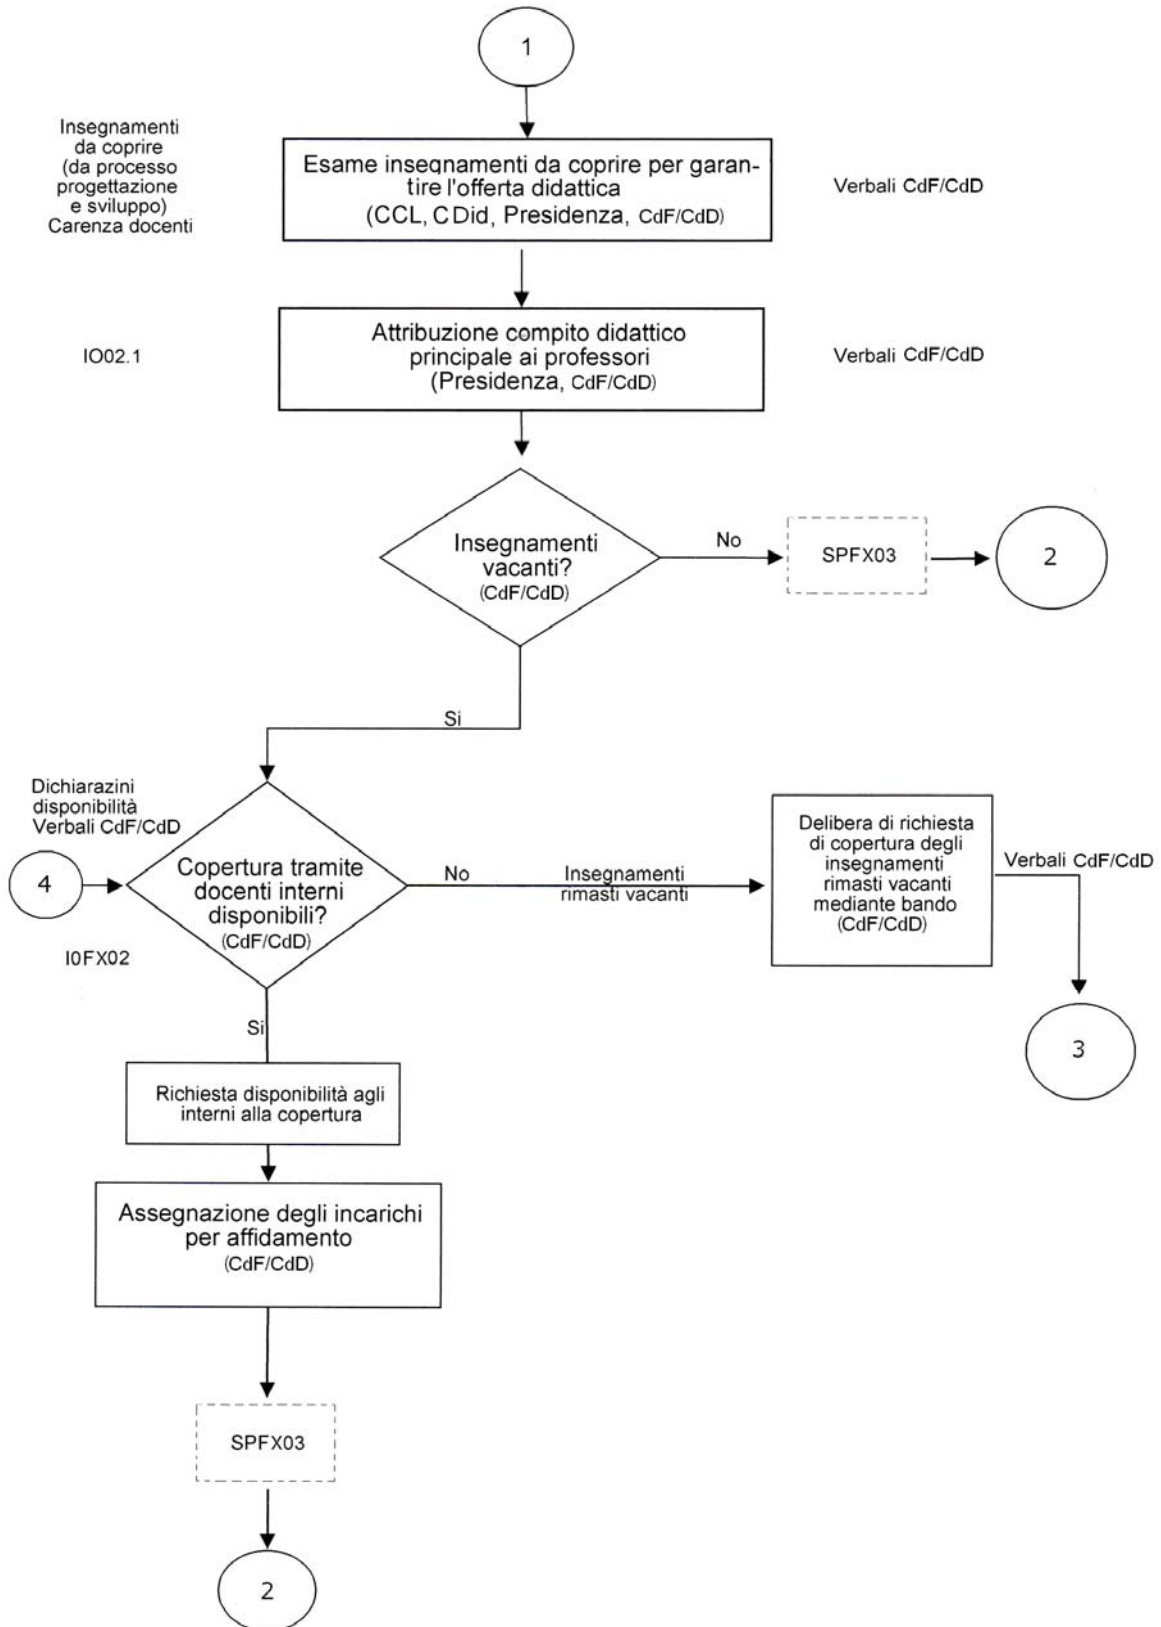 1
Insegnamenti
da coprire
(da processo
progettazione
e sviluppo)
Carenza docenti
Esame insegnamenti da coprire per garan-
tire l'offerta didattica
(CCL, CDid, Presidenza, CdF/CdD)
Verbali CdF/CdD
IO02.1
Attribuzione compito didattico
principale ai professori
(Presidenza, CdF/CdD)
Verbali CdF/CdD
Insegnamenti
vacanti?
(CdF/CdD)
No
SPFX03
2
Si
Dichiarazini
disponibilità
Verbali CdF/CdD
4
I0FX02
Copertura tramite
docenti interni
disponibili?
(CdF/CdD)
No
Insegnamenti
rimasti vacanti
Delibera di richiesta
di copertura degli
insegnamenti
rimasti vacanti
mediante bando
(CdF/CdD)
Verbali CdF/CdD
3
Si
Richiesta disponibilità agli
interni alla copertura
Assegnazione degli incarichi
per affidamento
(CdF/CdD)
SPFX03
2